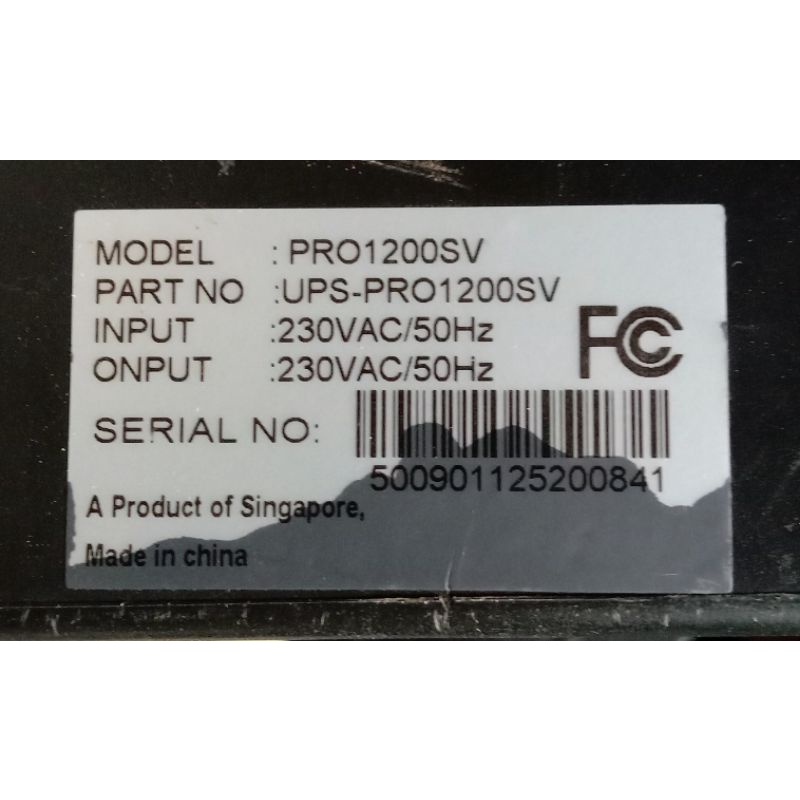 MODEL : PRO1200SV
PART NO :UPS-PRO1200SV
INPUT :230VAC/50Hz
ONPUT :230VAC/50Hz
FC
SERIAL NO:
500901125200841
A Product of Singapore,
Made in china